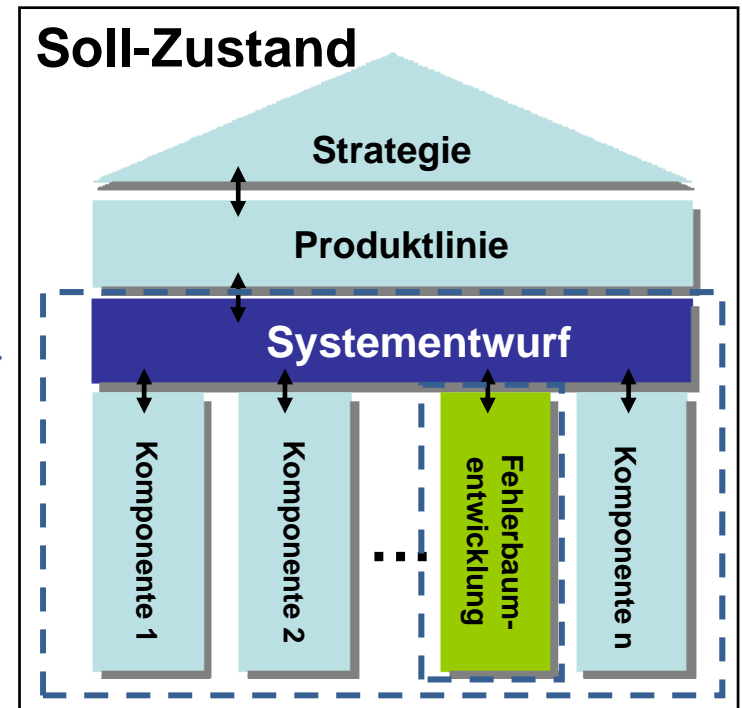 Soll-Zustand
Strategie
Produktlinie
Systementwurf
Komponente 1
Komponente 2
...
Fehlerbaum-
entwicklung
Komponente n